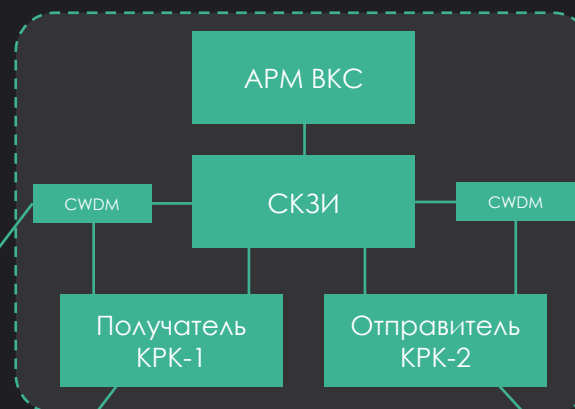 АРМ ВКС
CWDM
СКЗИ
CWDM
Получатель
КРК-1
Отправитель
КРК-2